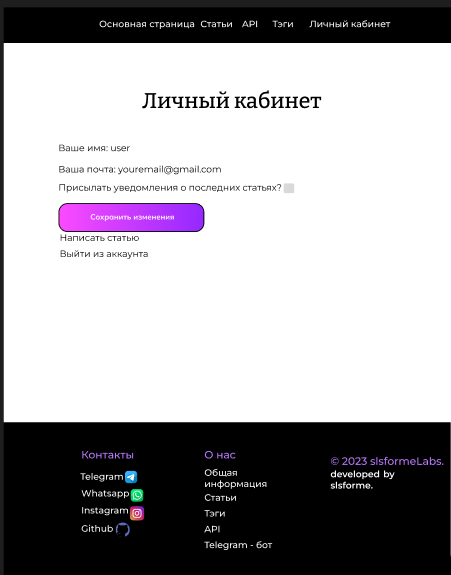 Основная страница Статьи API Тэги Личный кабинет
Личный кабинет
Ваше имя: user
Ваша почта: youremail@gmail.com
Присылать уведомления о последних статьях?
Сохранить изменения
Написать статью
Выйти из аккаунта
Контакты
Telegram
Whatsapp
Instagram
Github
О нас
Общая
информация
Статьи
Тэги
API
Telegram - бот
© 2023 slsformeLabs.
developed by
slsforme.